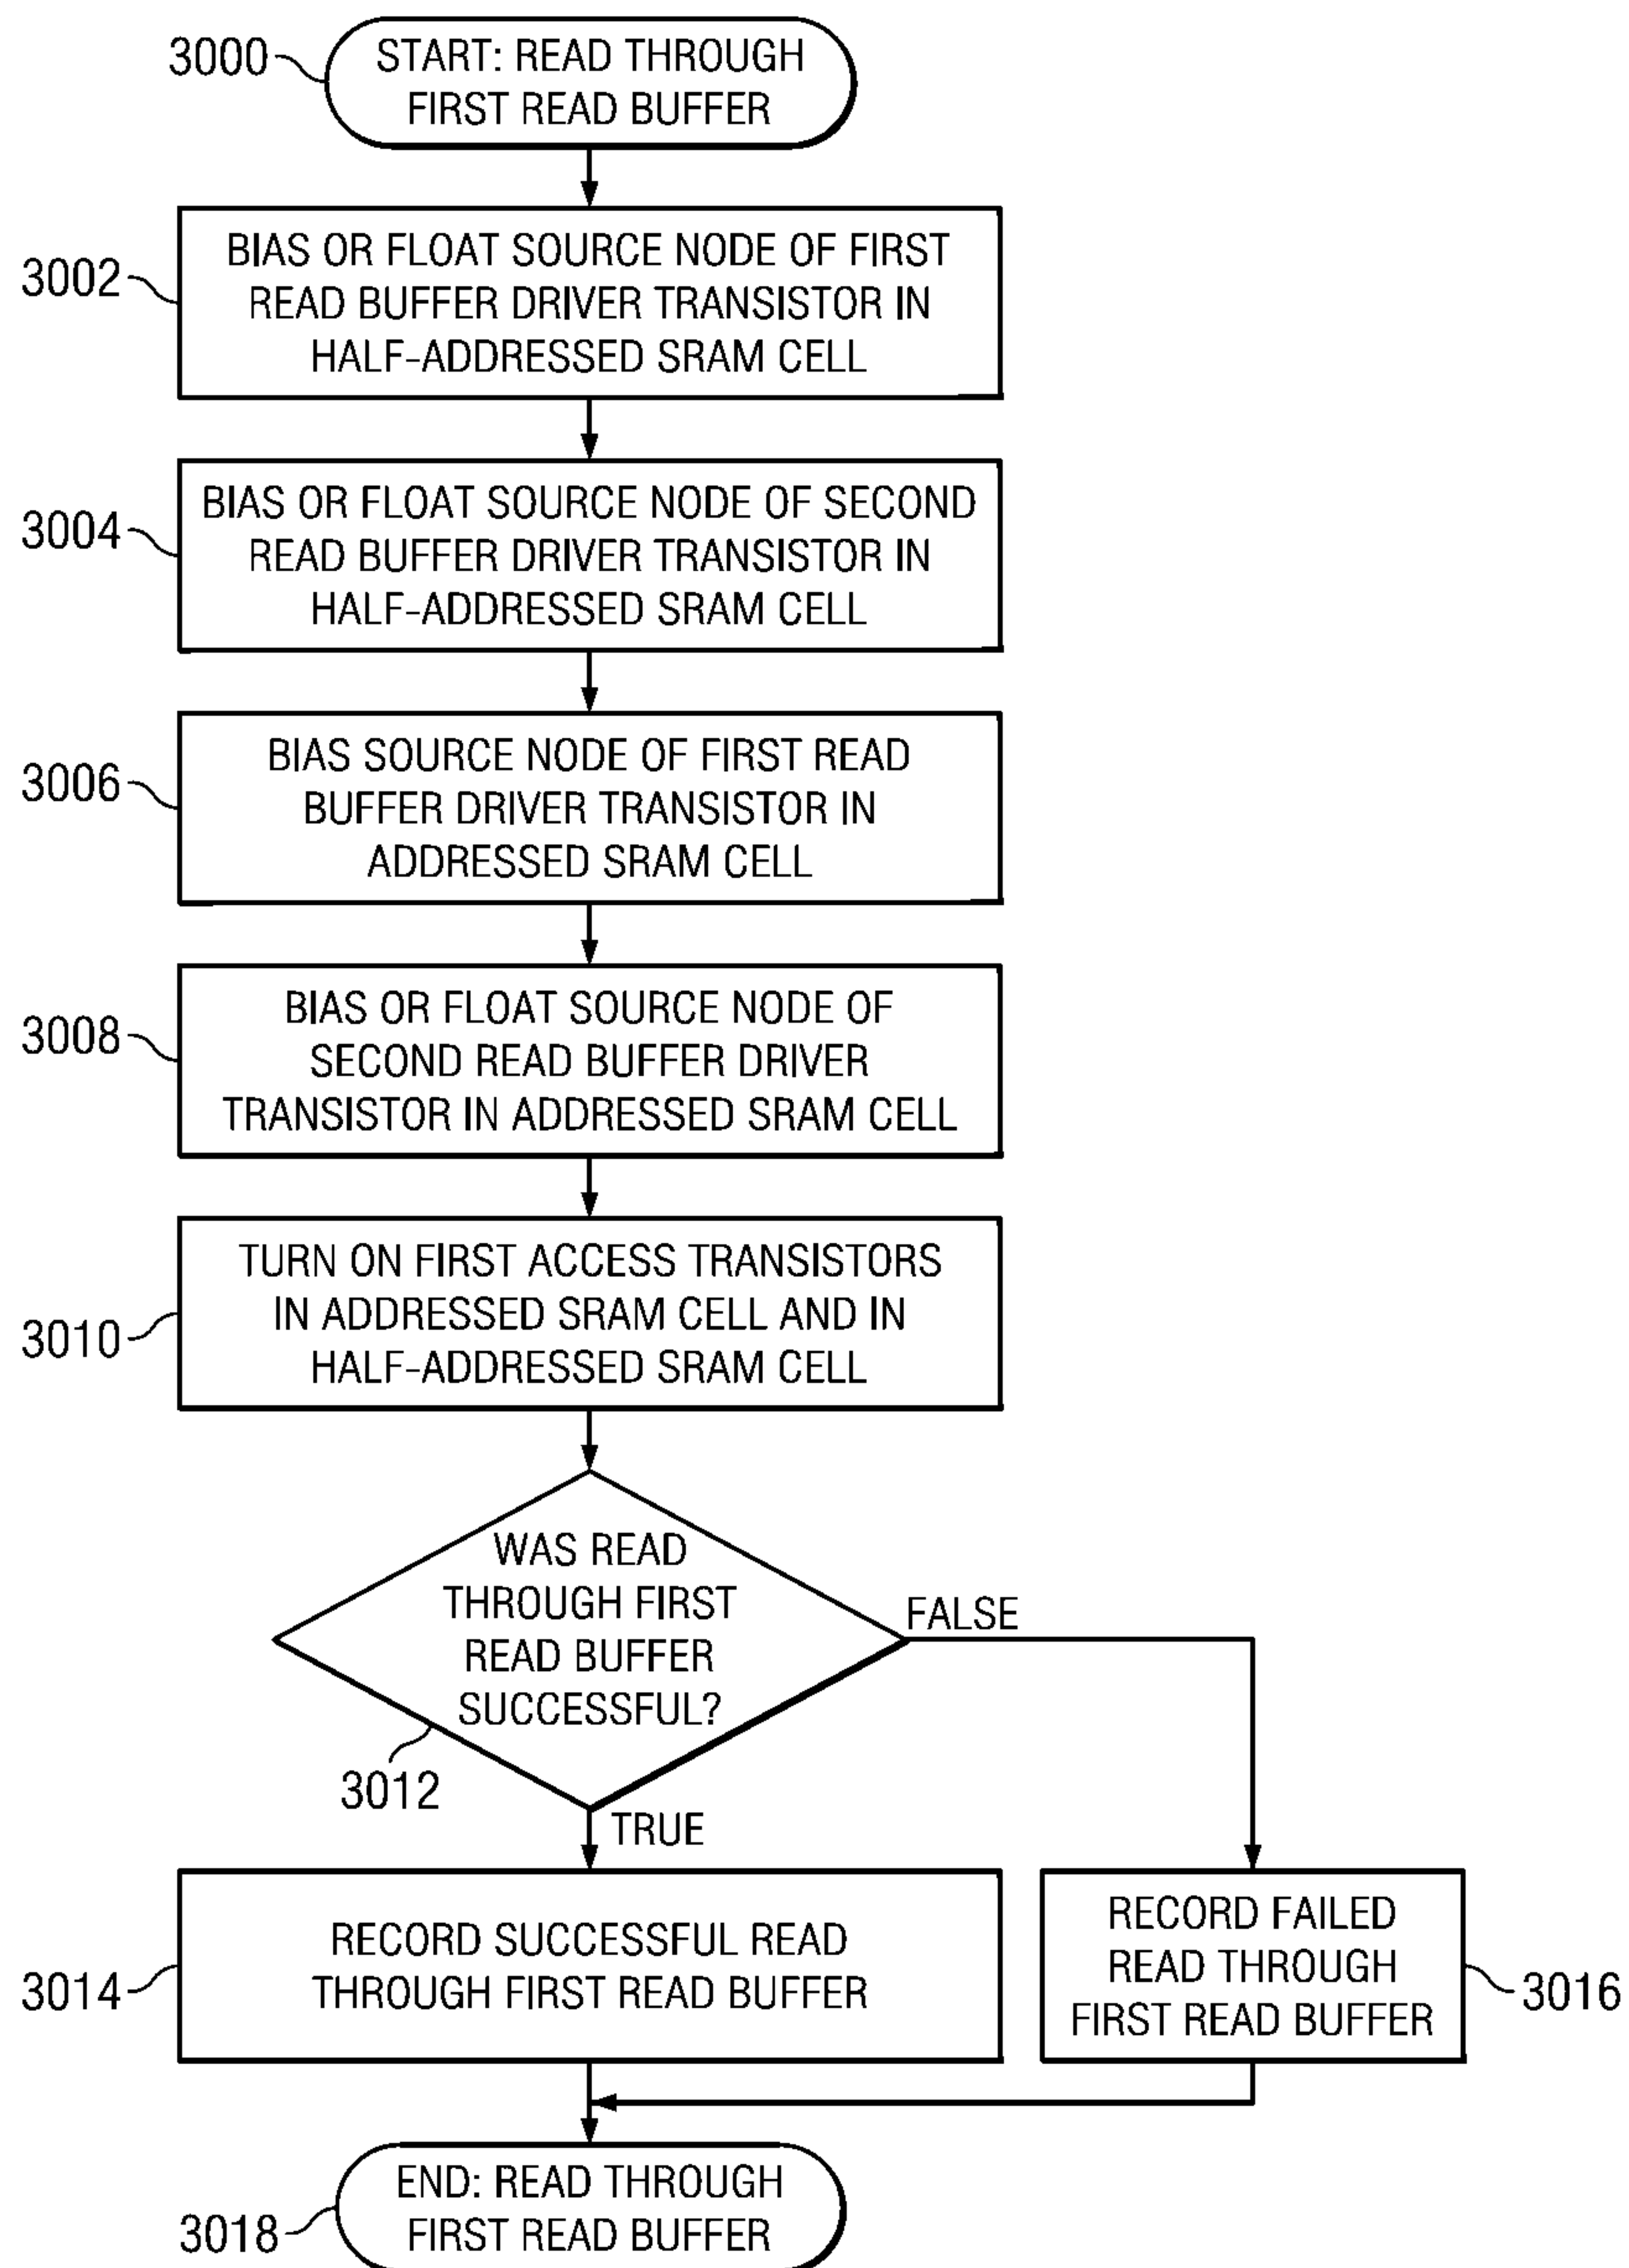 3000
START: READ THROUGH
FIRST READ BUFFER
3002
BIAS OR FLOAT SOURCE NODE OF FIRST
READ BUFFER DRIVER TRANSISTOR IN
HALF-ADDRESSED SRAM CELL
3004
BIAS OR FLOAT SOURCE NODE OF SECOND
READ BUFFER DRIVER TRANSISTOR IN
HALF-ADDRESSED SRAM CELL
3006
BIAS SOURCE NODE OF FIRST READ
BUFFER DRIVER TRANSISTOR IN
ADDRESSED SRAM CELL
3008
BIAS OR FLOAT SOURCE NODE OF
SECOND READ BUFFER DRIVER
TRANSISTOR IN ADDRESSED SRAM CELL
3010
TURN ON FIRST ACCESS TRANSISTORS
IN ADDRESSED SRAM CELL AND IN
HALF-ADDRESSED SRAM CELL
WAS READ
THROUGH FIRST
READ BUFFER
SUCCESSFUL?
FALSE
3012
TRUE
3014
RECORD SUCCESSFUL READ
THROUGH FIRST READ BUFFER
RECORD FAILED
READ THROUGH
FIRST READ BUFFER
3016
3018
END: READ THROUGH
FIRST READ BUFFER